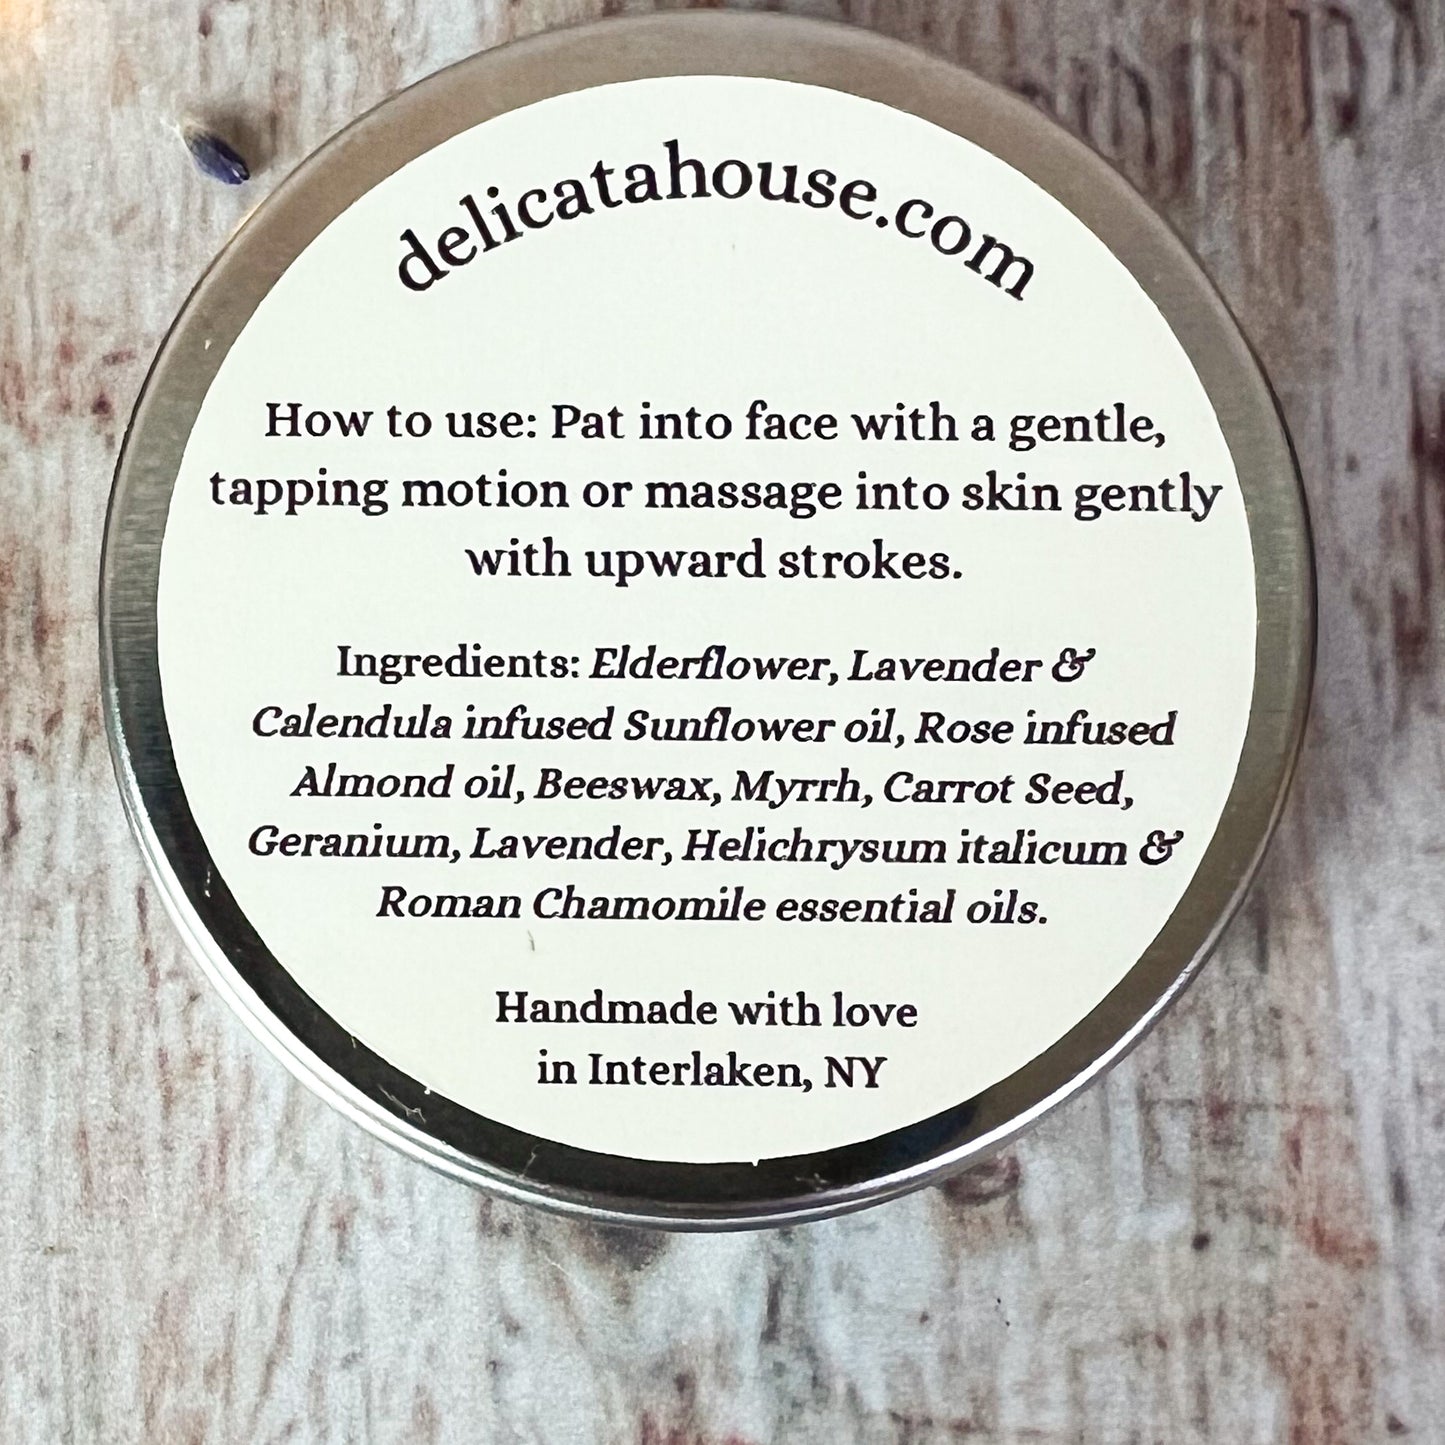 delicatahouse.com
How to use: Pat into face with a gentle,
tapping motion or massage into skin gently
with upward strokes.
Ingredients: Elderflower, Lavender &
Calendula infused Sunflower oil, Rose infused
Almond oil, Beeswax, Myrrh, Carrot Seed,
Geranium, Lavender, Helichrysum italicum &
Roman Chamomile essential oils.
Handmade with love
in Interlaken, NY